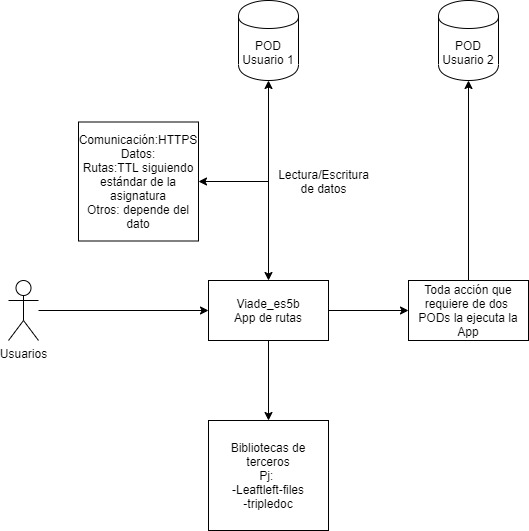 POD
Usuario 1
POD
Usuario 2
Comunicación:HTTPS
Datos:
Rutas:TTL siguiendo
estándar de la
asignatura
Otros: depende del
dato
Lectura/Escritura
de datos
Usuarios
Viade_es5b
App de rutas
Toda acción que
requiere de dos
PODs la ejecuta la
App
Bibliotecas de
terceros
Pj:
-Leaftleft-files
-tripledoc